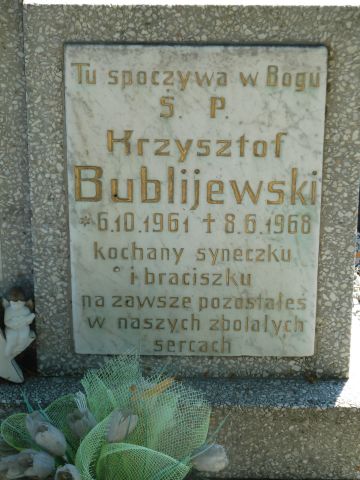 Tu spoczywa w Bogu
Ś. P.
Krzysztof
Bublijewski
*6.10.1961 † 8.6.1968
kochany syneczku
i braciszku
na zawsze pozostałeś
w naszych zbolałych
sercach